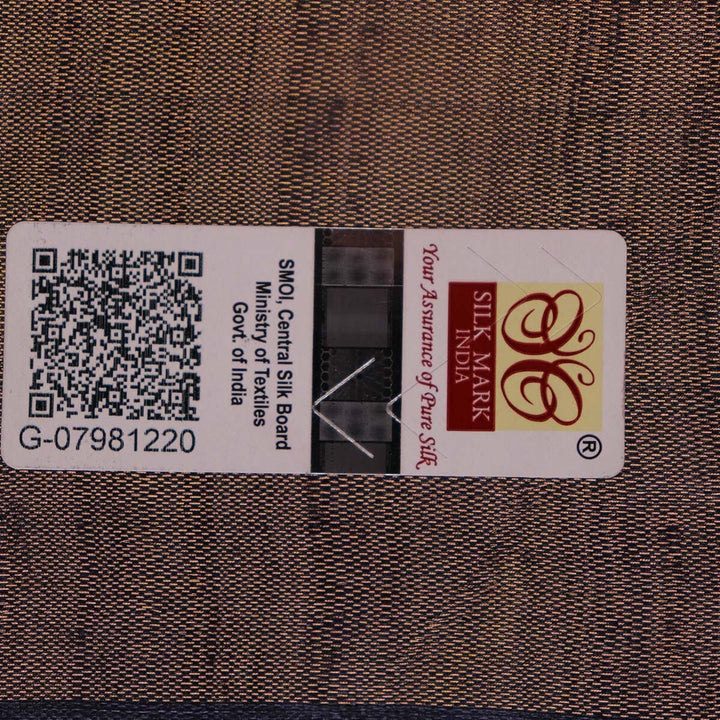 SILK MARK
INDIA
®
Your Assurance of Pure Silk
SMOI, Central Silk Board
Ministry of Textiles
Govt. of India
G-07981220